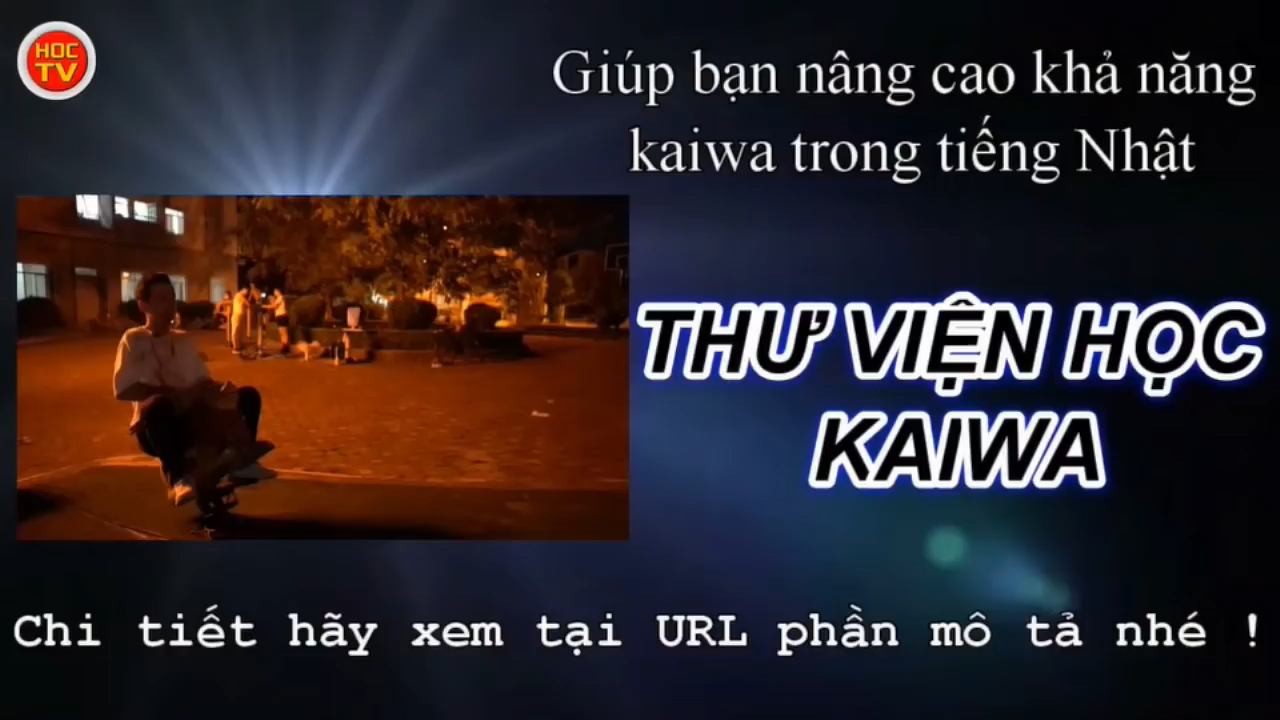 HOC
TV
Giúp bạn nâng cao khả năng
kaiwa trong tiếng Nhật
THƯ VIỆN HỌC
KAIWA
Chi tiết hãy xem tại URL phần mô tả nhé !